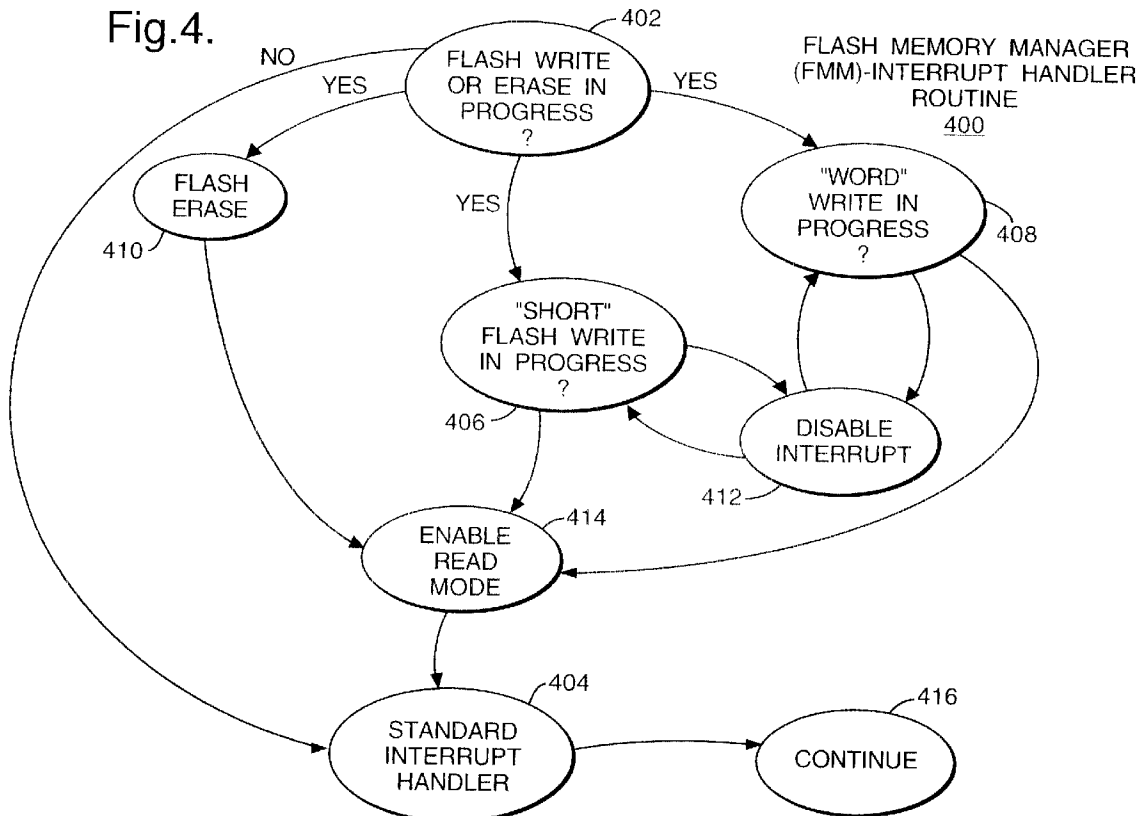 Fig.4.
402
NO
FLASH WRITE
OR ERASE IN
PROGRESS
?
YES
YES
FLASH MEMORY MANAGER
(FMM)-INTERRUPT HANDLER
ROUTINE
400
FLASH
ERASE
410
YES
"WORD"
WRITE IN
PROGRESS
?
408
"SHORT"
FLASH WRITE
IN PROGRESS
?
406
DISABLE
INTERRUPT
412
ENABLE
READ
MODE
414
STANDARD
INTERRUPT
HANDLER
404
CONTINUE
416